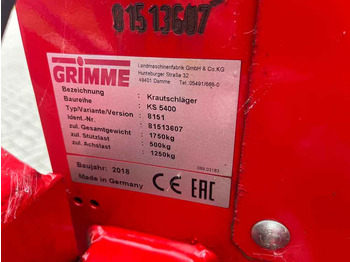 81513607
GRIMME
Landmaschinenfabrik GmbH & Co.KG
Hunteburger Straße 32
49401 Damme Tel.:05491/666-0
Bezeichnung Krautschläger
Baureihe KS 5400
Typ/Variante/Version : 8151
Ident.-Nr. : 81513607
zul. Gesamtgewicht : 1750kg
zul. Stützlast : 500kg
zul. Achslast : 1250kg
Baujahr: 2018
Made in Germany CE EAC